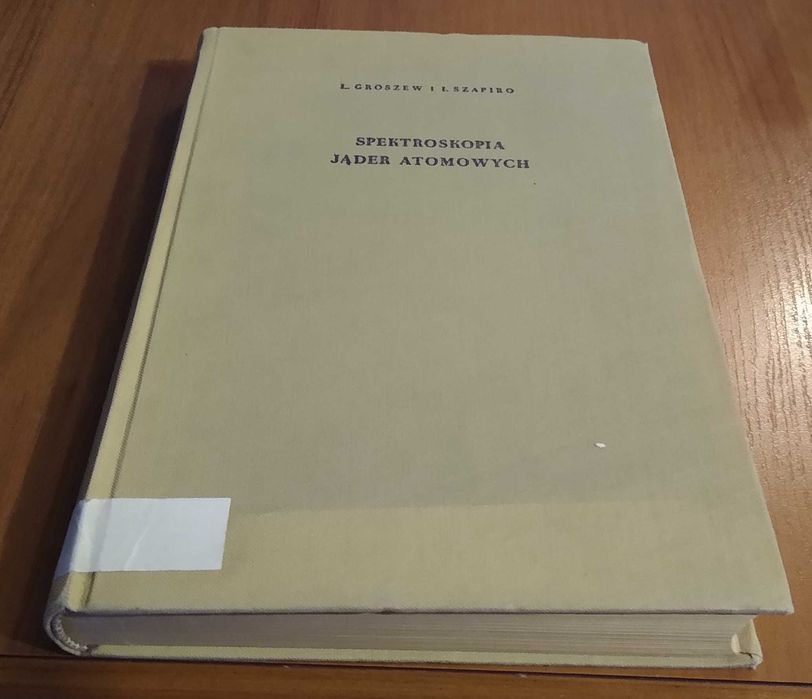 Ł. GROSZEW I I. SZAPIRO
SPEKTROSKOPIA
JĄDER ATOMOWYCH